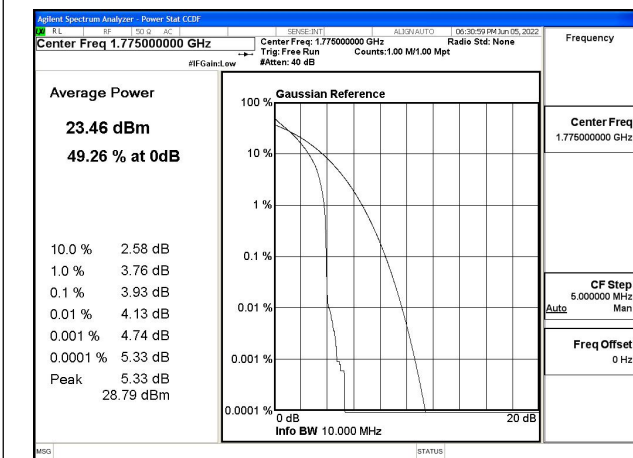 Agilent Spectrum Analyzer - Power Stat CCDF
LXI RL RF 50 Ω AC SENSE:INT ALIGN AUTO 06:30:59 PM Jun 05, 2022
Center Freq 1.775000000 GHz
Center Freq: 1.775000000 GHz Radio Std: None
Trig: Free Run Counts:1.00 M/1.00 Mpt
#IFGain:Low #Atten: 40 dB
Frequency
Average Power
23.46 dBm
49.26 % at 0dB
10.0 % 2.58 dB
1.0 % 3.76 dB
0.1 % 3.93 dB
0.01 % 4.13 dB
0.001 % 4.74 dB
0.0001 % 5.33 dB
Peak 5.33 dB
28.79 dBm
Gaussian Reference
100 %
10 %
1 %
0.1 %
0.01 %
0.001 %
0.0001 %
0 dB 20 dB
Info BW 10.000 MHz
Center Freq
1.775000000 GHz
CF Step
5.000000 MHz
Auto Man
Freq Offset
0 Hz
MSG STATUS